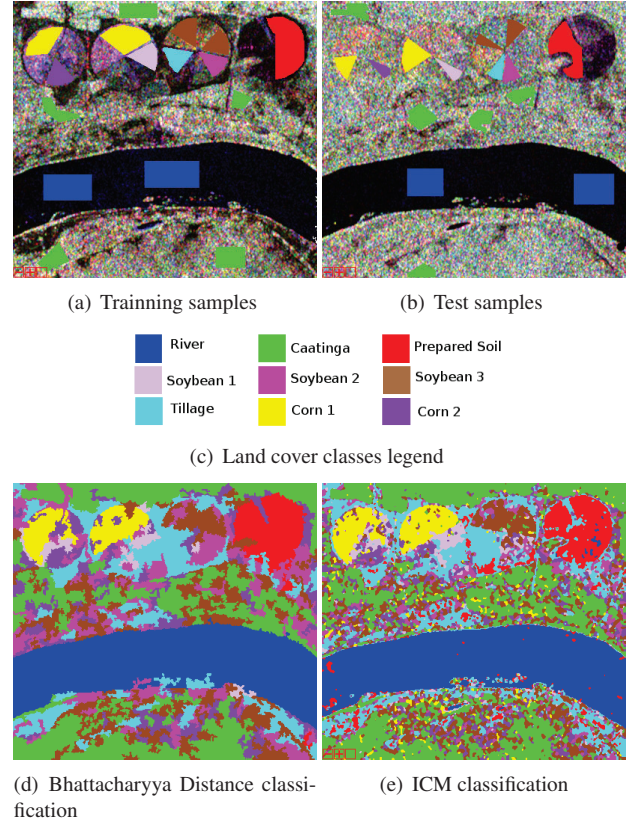 (a) Trainning samples
(b) Test samples
River
Caatinga
Prepared Soil
Soybean 1
Soybean 2
Soybean 3
Tillage
Corn 1
Corn 2
(c) Land cover classes legend
(d) Bhattacharyya Distance classi-
fication
(e) ICM classification